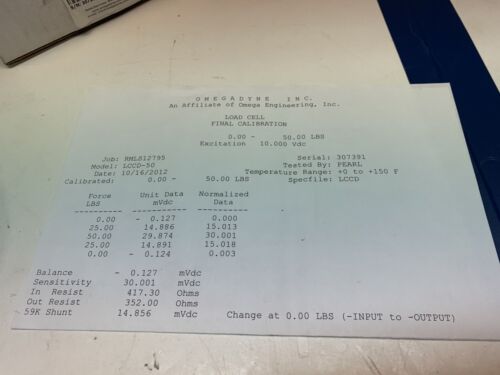 OMEGADYNE INC.
An Affiliate of Omega Engineering, Inc.
LOAD CELL
FINAL CALIBRATION
0.00 - 50.00 LBS
Excitation 10.000 Vdc
Job: Serial: 307391
Model: LCCD-50 Tested By: PEARL
Date: 10/16/2012 Temperature Range: +0 to +150 F
Calibrated: 0.00 - 50.00 LBS Specfile: LCCD
Force Unit Data Normalized
LBS mVdc Data
---------- ---------- ----------
0.00 - 0.127 0.000
25.00 14.886 15.013
50.00 29.874 30.001
25.00 14.891 15.018
0.00 - 0.124 0.003
Balance - 0.127 mVdc
Sensitivity 30.001 mVdc
In Resist 417.30 Ohms
Out Resist 352.00 Ohms
59K Shunt 14.856 mVdc Change at 0.00 LBS (-INPUT to -OUTPUT)